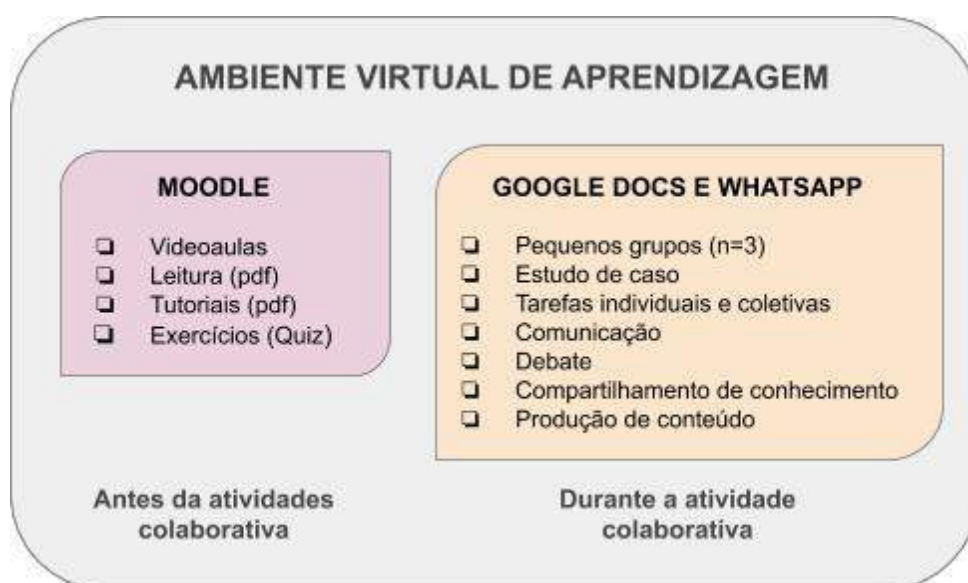 AMBIENTE VIRTUAL DE APRENDIZAGEM
MOODLE
Videoaulas
Leitura (pdf)
Tutoriais (pdf)
Exercícios (Quiz)
Antes da atividades
colaborativa
GOOGLE DOCS E WHATSAPP
Pequenos grupos (n=3)
Estudo de caso
Tarefas individuais e coletivas
Comunicação
Debate
Compartilhamento de conhecimento
Produção de conteúdo
Durante a atividade
colaborativa